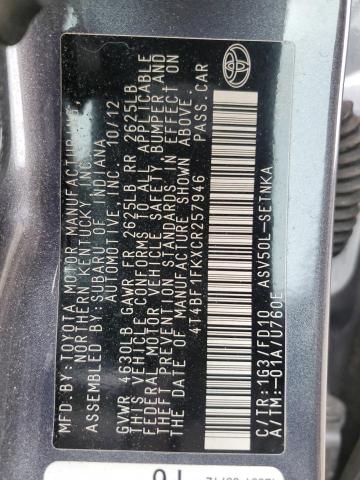 MFD.BY:TOYOTA MOTOR MANUFACTURING
NORTHERN KENTUCKY,INC.
ASSEMBLED BY:SUBARU OF INDIANA
AUTOMOTIVE,INC 10/12
GVWR 4630LB GAWR FR 2625LB RR 2625LB
THIS VEHICLE CONFORMS TO ALL APPLICABLE
FEDERAL MOTOR VEHICLE SAFETY, BUMPER AND
THEFT PREVENTION STANDARDS IN EFFECT ON
THE DATE OF MANUFACTURE SHOWN ABOVE.
4T4BF1FKXCR257946 PASS.CAR
C/TR:1G3/FD10 ASV50L-SETNKA
A/TM:-01A/U760E
TOYOTA